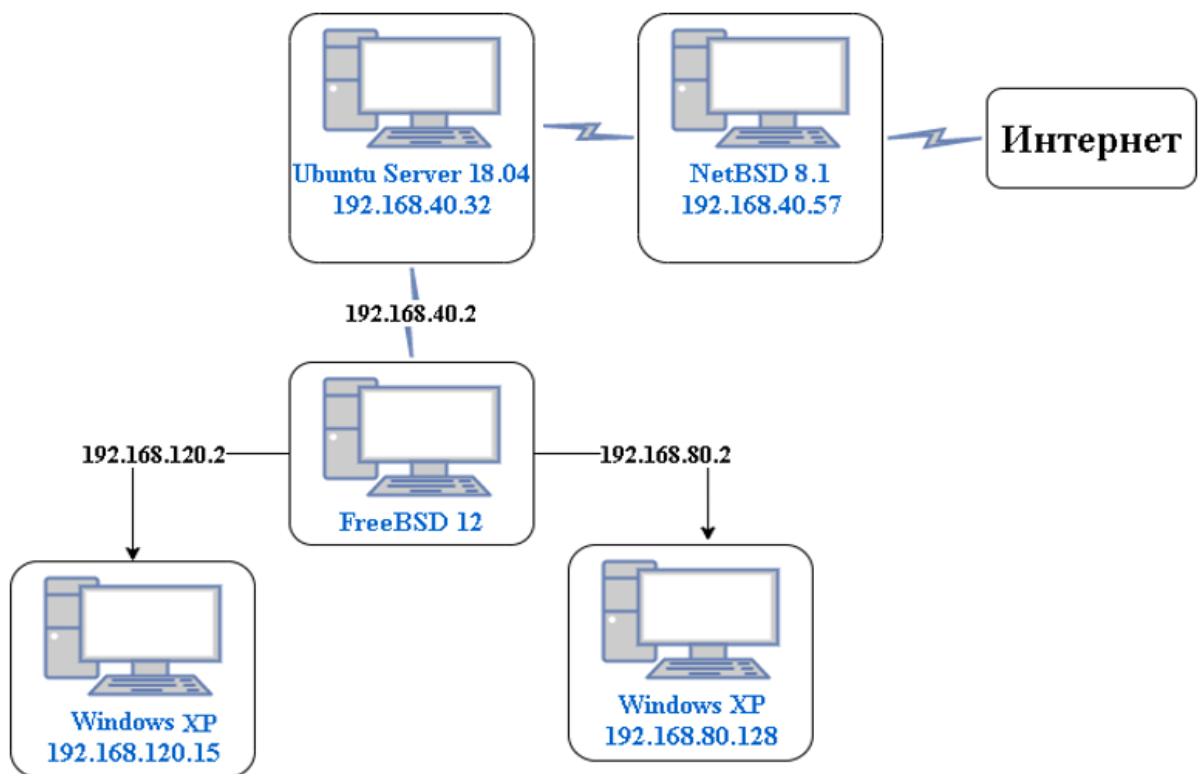 Ubuntu Server 18.04
192.168.40.32
NetBSD 8.1
192.168.40.57
Интернет
192.168.40.2
192.168.120.2
192.168.80.2
FreeBSD 12
Windows XP
192.168.120.15
Windows XP
192.168.80.128